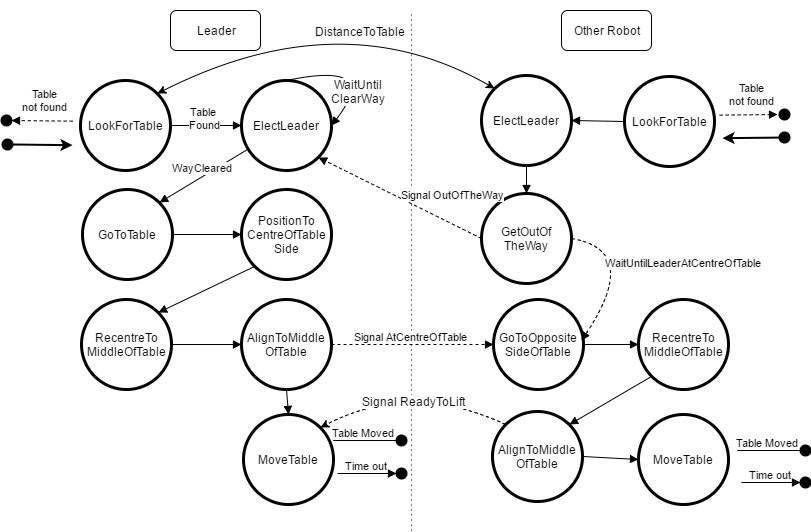 Leader
DistanceToTable
Other Robot
Table
not found
LookForTable
Table
Found
ElectLeader
WaitUntil
ClearWay
ElectLeader
LookForTable
Table
not found
WayCleared
Signal OutOfTheWay
GoToTable
PositionTo
CentreOfTable
Side
GetOutOf
TheWay
WaitUntilLeaderAtCentreOfTable
RecentreTo
MiddleOfTable
AlignToMiddle
OfTable
Signal AtCentreOfTable
GoToOpposite
SideOfTable
RecentreTo
MiddleOfTable
Signal ReadyToLift
MoveTable
Table Moved
Time out
AlignToMiddle
OfTable
MoveTable
Table Moved
Time out